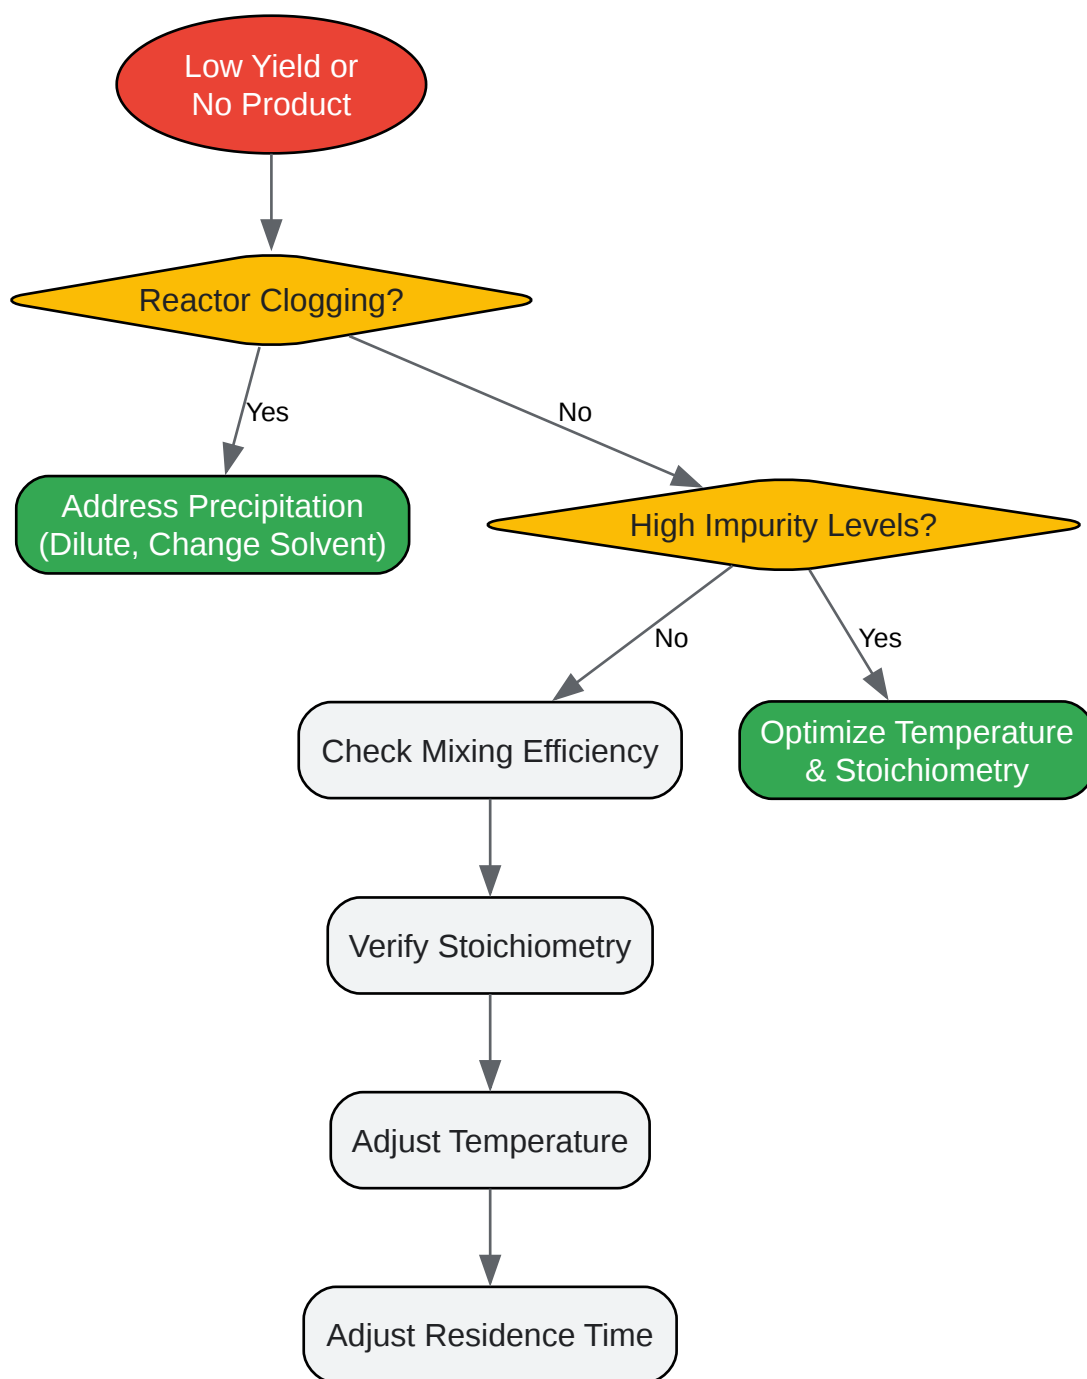 Low Yield or
No Product
Reactor Clogging?
Yes
No
Address Precipitation
(Dilute, Change Solvent)
High Impurity Levels?
No
Yes
Check Mixing Efficiency
Optimize Temperature
& Stoichiometry
Verify Stoichiometry
Adjust Temperature
Adjust Residence Time